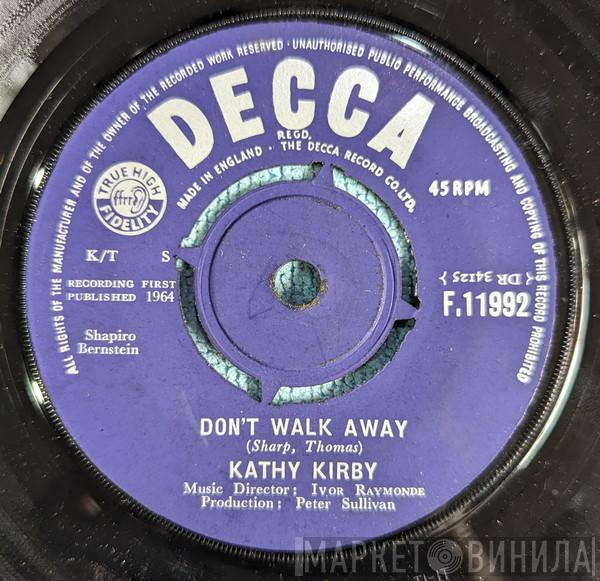 ALL RIGHTS OF THE MANUFACTURER AND OF THE OWNER OF THE RECORDED WORK RESERVED · UNAUTHORISED PUBLIC PERFORMANCE BROADCASTING AND COPYING OF THIS RECORD PROHIBITED
DECCA
REGD.
MADE IN ENGLAND · THE DECCA RECORD CO. LTD.
TRUE HIGH
ffrr
FIDELITY
45 RPM
K/T S
RECORDING FIRST
PUBLISHED 1964
{ DR 34125 }
F.11992
Shapiro
Bernstein
DON'T WALK AWAY
(Sharp, Thomas)
KATHY KIRBY
Music Director: IVOR RAYMONDE
Production: Peter Sullivan
МАРКЕТ ВИНИЛА